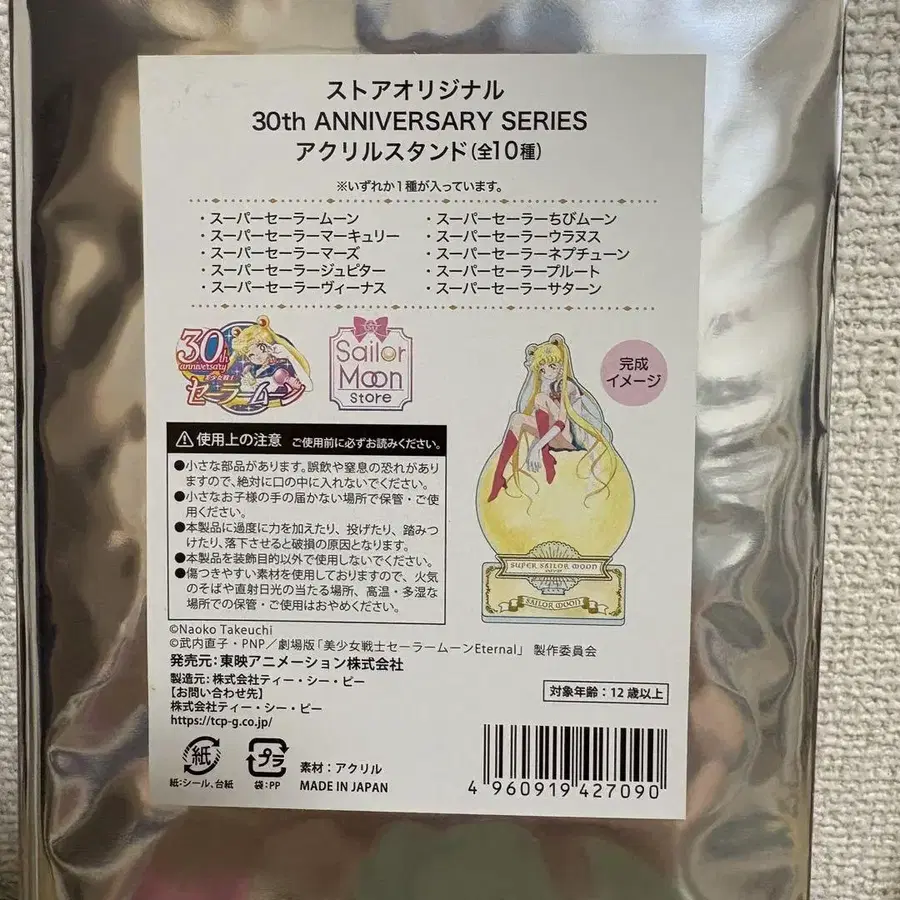 ストアオリジナル
30th ANNIVERSARY SERIES
アクリルスタンド(全10種)
※いずれか1種が入っています。
・スーパーセーラームーン
・スーパーセーラーマーキュリー
・スーパーセーラーマーズ
・スーパーセーラージュピター
・スーパーセーラーヴィーナス
・スーパーセーラーちびムーン
・スーパーセーラーウラヌス
・スーパーセーラーネプチューン
・スーパーセーラープルート
・スーパーセーラーサターン
30th
anniversary
美少女戦士
セーラームーン
Sailor
Moon
Store
完成
イメージ
SUPER SAILOR MOON
SAILOR MOON
⚠使用上の注意 ご使用前に必ずお読みください。
●小さな部品があります。誤飲や窒息の恐れがあり
ますので、絶対に口の中に入れないでください。
●小さなお子様の手の届かない場所で保管・ご使
用ください。
●本製品に過度に力を加えたり、投げたり、踏みつ
けたり、落下させると破損の原因となります。
●本製品を装飾目的以外で使用しないでください。
●傷つきやすい素材を使用しておりますので、火気
のそばや直射日光の当たる場所、高温・多湿な
場所での保管・ご使用はおやめください。
©Naoko Takeuchi
©武内直子・PNP/劇場版「美少女戦士セーラームーンEternal」 製作委員会
発売元:東映アニメーション株式会社
製造元:株式会社ティー・シー・ピー
【お問い合わせ先】
株式会社ティー・シー・ピー
https://tcp-g.co.jp/
対象年齢:12歳以上
紙
紙:シール、台紙
プラ
袋:PP
素材:アクリル
MADE IN JAPAN
4 960919 427090